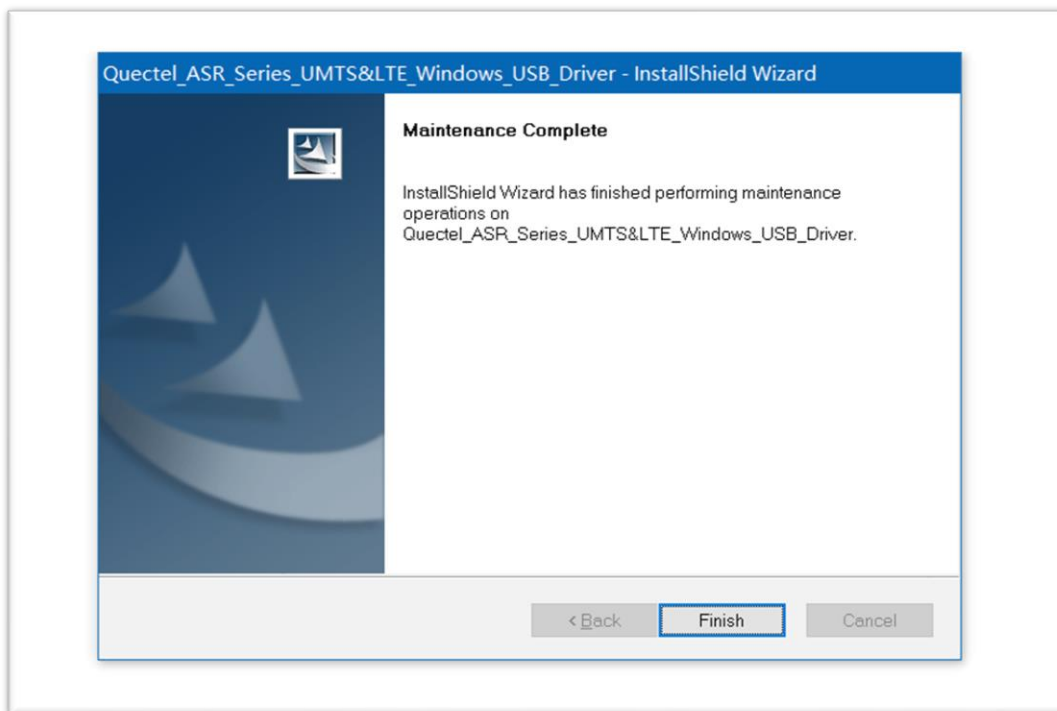 Quectel_ASR_Series_UMTS&LTE_Windows_USB_Driver - InstallShield Wizard
Maintenance Complete
InstallShield Wizard has finished performing maintenance
operations on
Quectel_ASR_Series_UMTS&LTE_Windows_USB_Driver.
< Back
Finish
Cancel